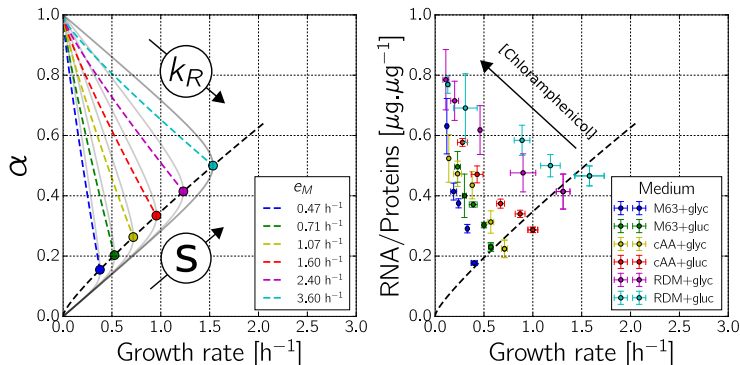 1.0
0.8
0.6
0.4
0.2
0.0
α
k_R
S
e_M
0.47 h⁻¹
0.71 h⁻¹
1.07 h⁻¹
1.60 h⁻¹
2.40 h⁻¹
3.60 h⁻¹
0.0 0.5 1.0 1.5 2.0 2.5 3.0
Growth rate [h⁻¹]
1.0
0.8
0.6
0.4
0.2
0.0
RNA/Proteins [μg.μg⁻¹]
[Chloramphenicol]
Medium
M63+glyc
M63+gluc
cAA+glyc
cAA+gluc
RDM+glyc
RDM+gluc
0.0 0.5 1.0 1.5 2.0 2.5 3.0
Growth rate [h⁻¹]